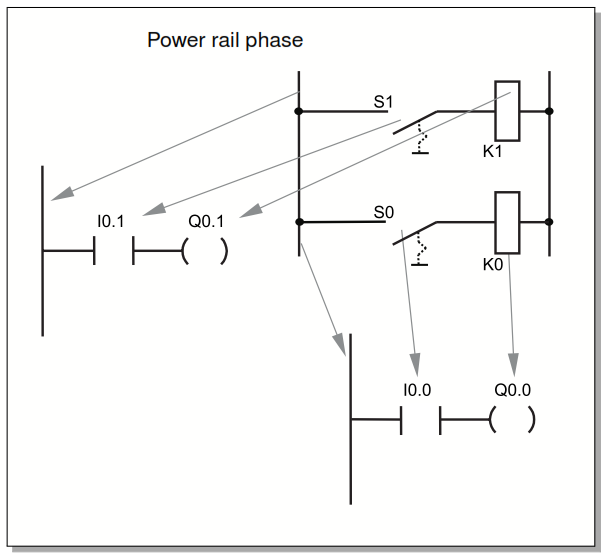 Power rail phase
S1
K1
I0.1
Q0.1
S0
K0
I0.0
Q0.0